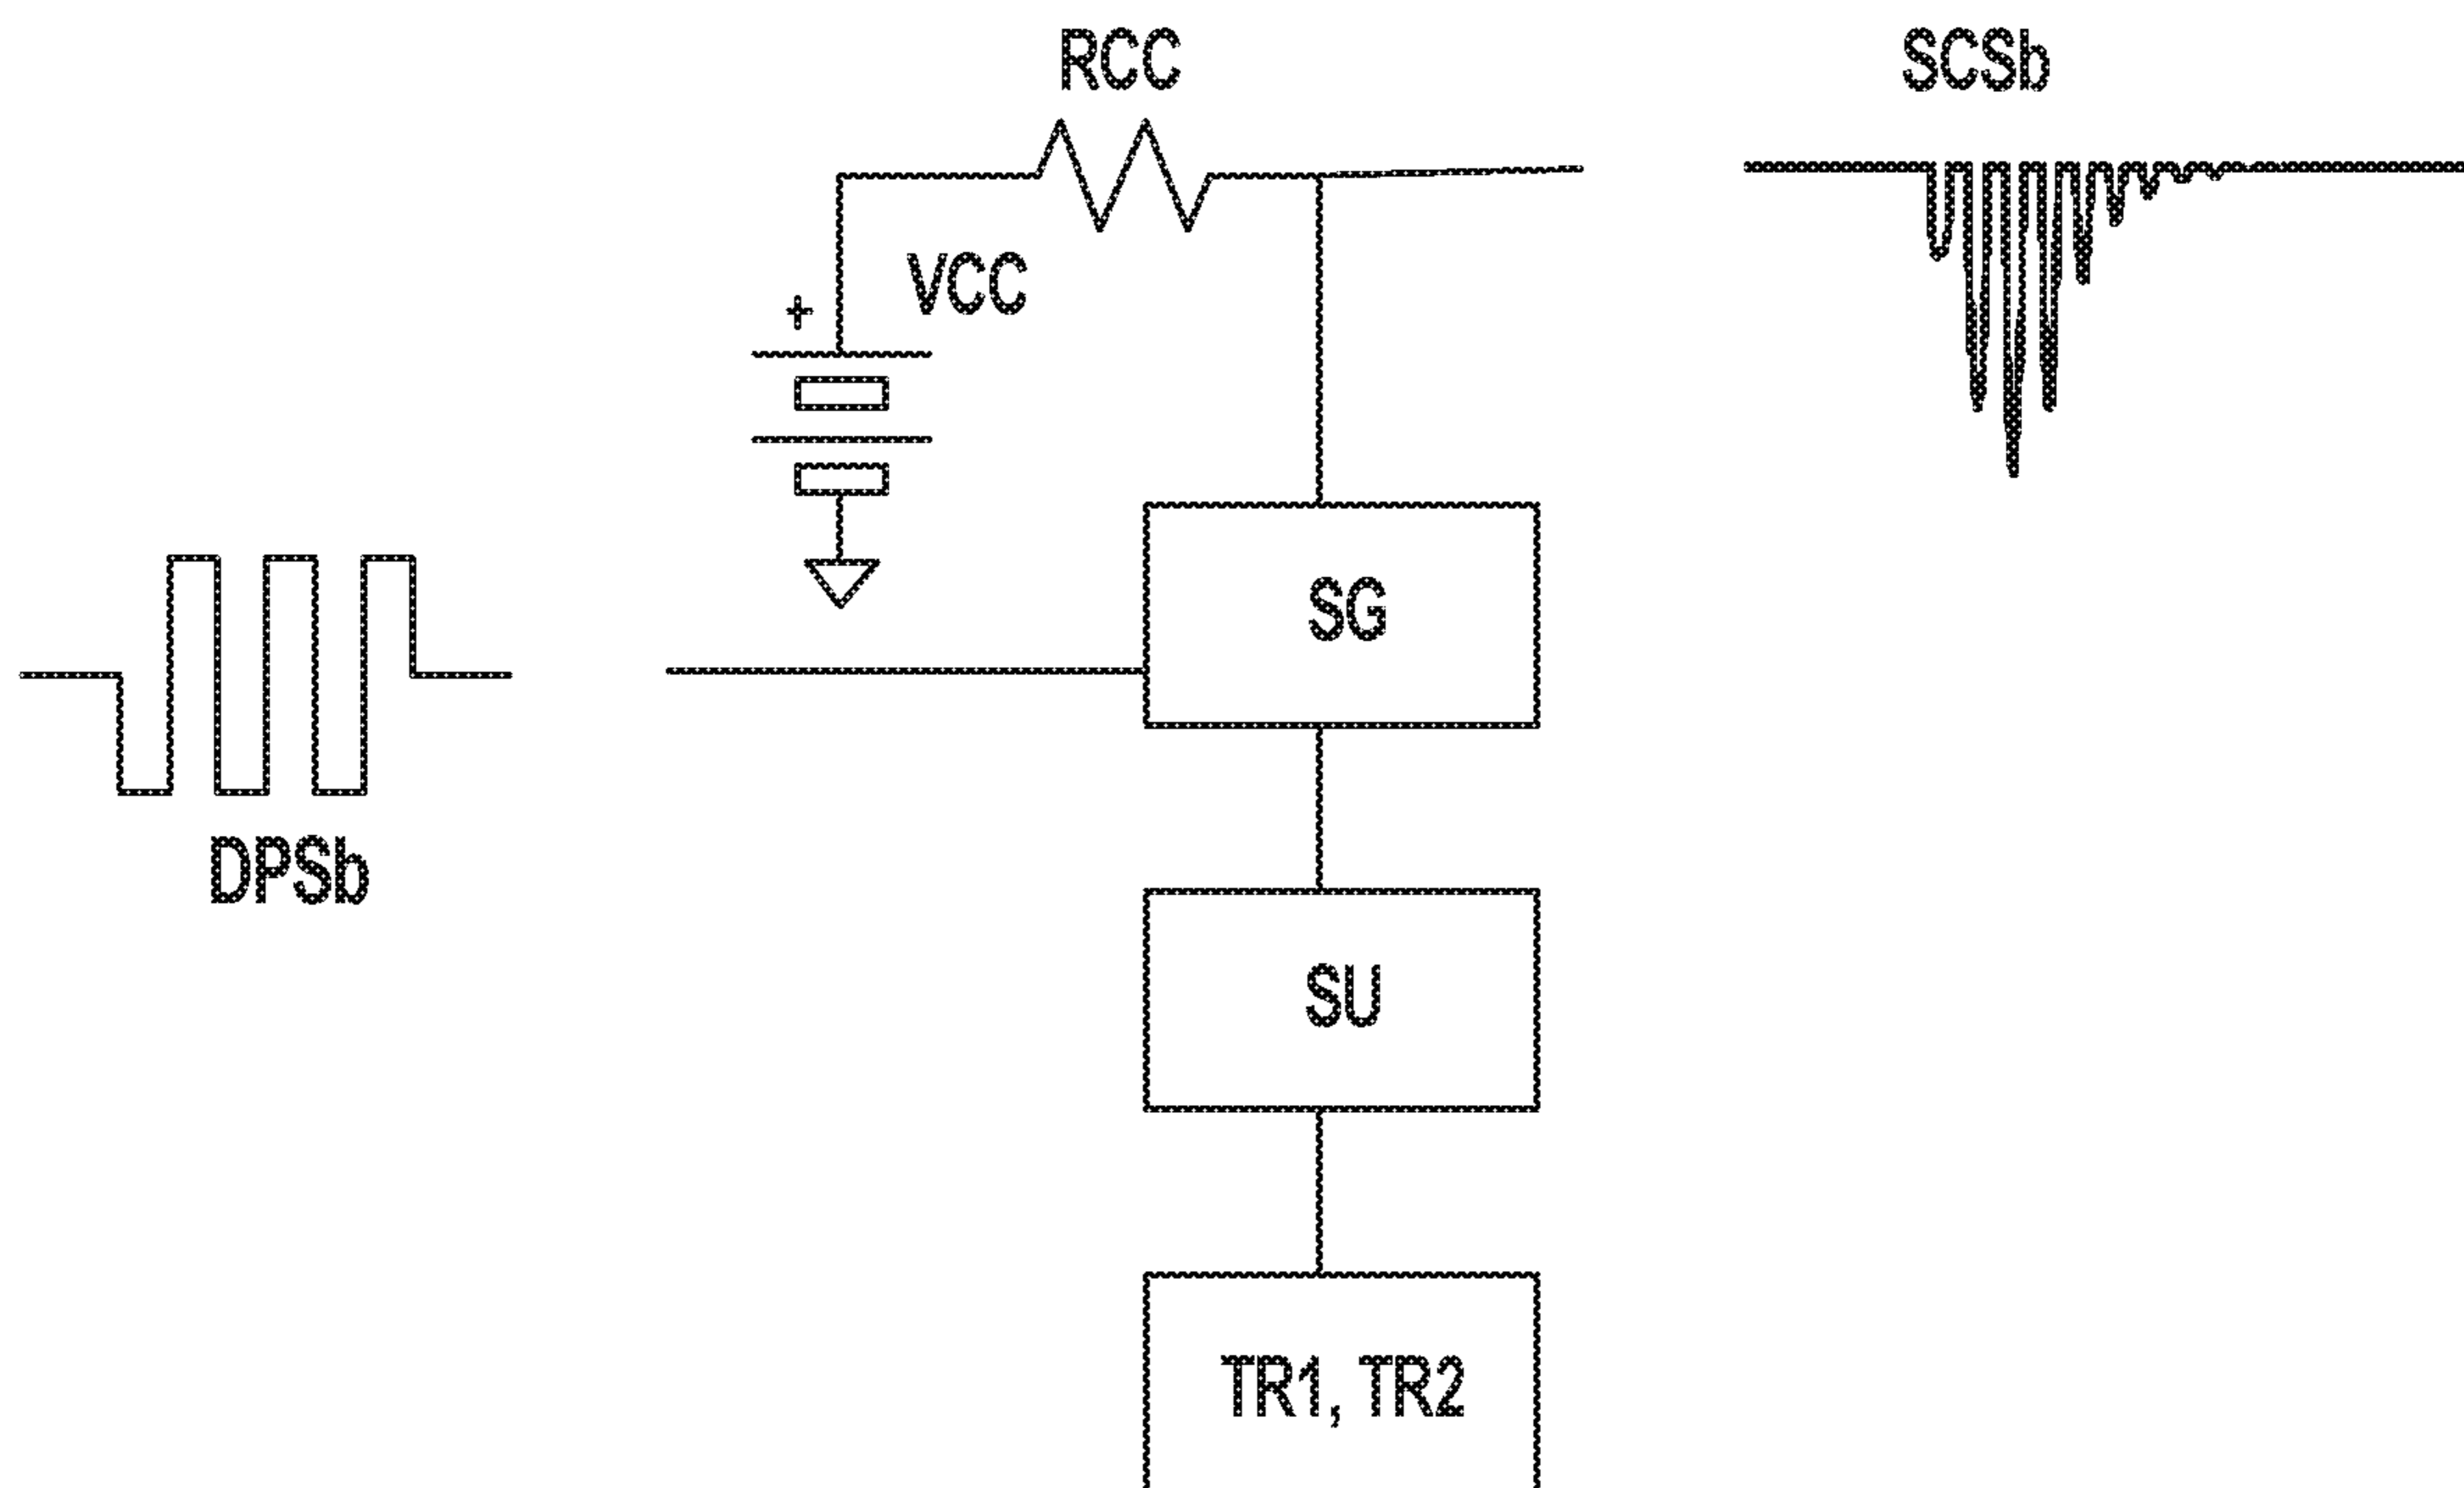 RCC
SCSb
VCC
+
SG
DPSb
SU
TR1, TR2